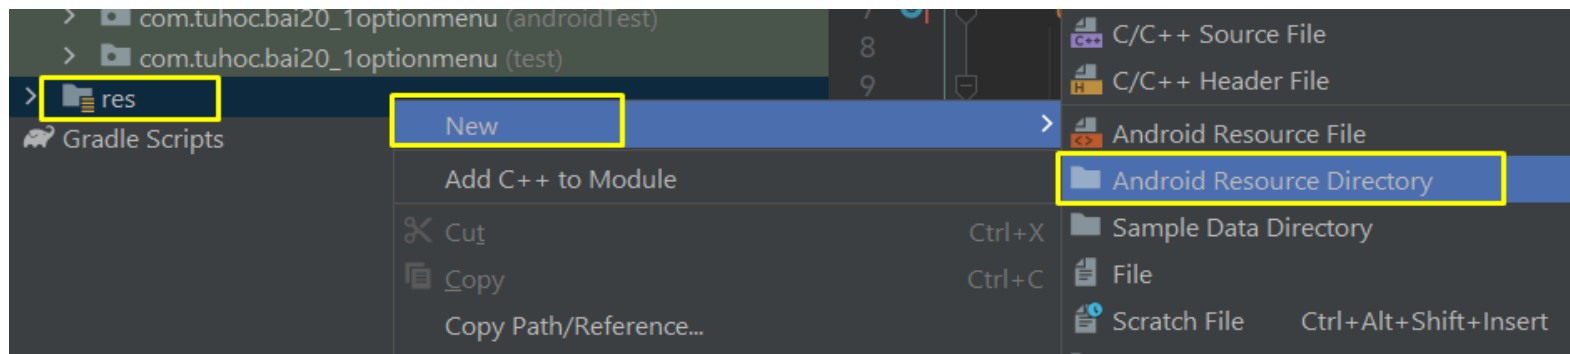 com.tuhoc.bai20_1optionmenu (androidTest)
com.tuhoc.bai20_1optionmenu (test)
res
Gradle Scripts
7
8
9
New
Add C++ to Module
Cut Ctrl+X
Copy Ctrl+C
Copy Path/Reference...
C/C++ Source File
C/C++ Header File
Android Resource File
Android Resource Directory
Sample Data Directory
File
Scratch File Ctrl+Alt+Shift+Insert